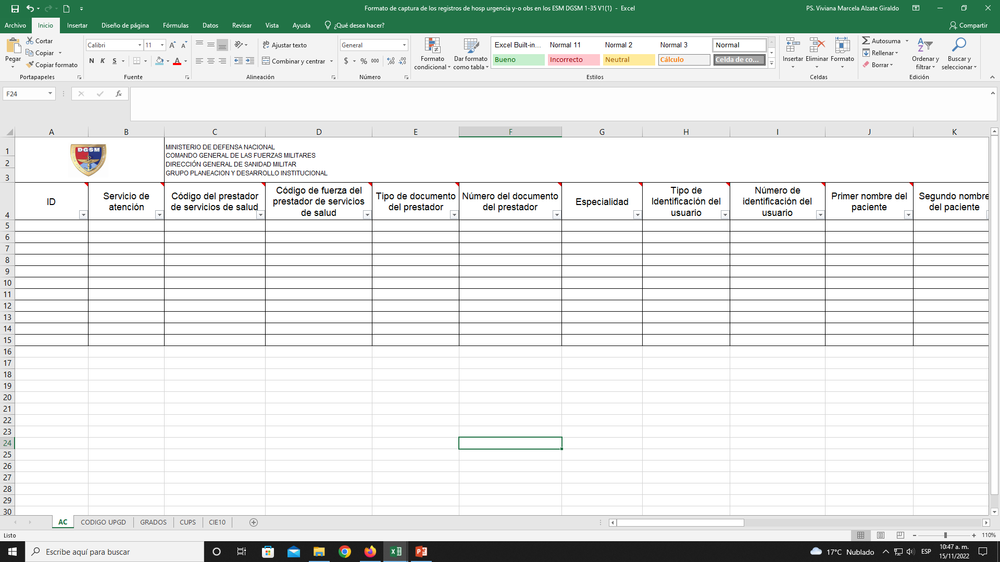 Formato de captura de los registros de hosp urgencia y-o obs en los ESM DGSM 1-35 V1(1) - Excel
PS. Viviana Marcela Alzate Giraldo
Archivo
Inicio
Insertar
Diseño de página
Fórmulas
Datos
Revisar
Vista
Ayuda
¿Qué desea hacer?
Compartir
Pegar
Cortar
Copiar
Copiar formato
Portapapeles
Calibri
11
N K S
Fuente
Ajustar texto
Combinar y centrar
Alineación
General
$ % 000
Número
Formato
condicional
Dar formato
como tabla
Excel Built-in...
Normal 11
Normal 2
Normal 3
Normal
Bueno
Incorrecto
Neutral
Cálculo
Celda de co...
Estilos
Insertar
Eliminar
Formato
Celdas
Autosuma
Rellenar
Borrar
Ordenar y
filtrar
Buscar y
seleccionar
Edición
F24
fx
A B C D E F G H I J K
1
2
3
DGSM
MINISTERIO DE DEFENSA NACIONAL
COMANDO GENERAL DE LAS FUERZAS MILITARES
DIRECCIÓN GENERAL DE SANIDAD MILITAR
GRUPO PLANEACION Y DESARROLLO INSTITUCIONAL
4
ID
Servicio de
atención
Código del prestador
de servicios de salud
Código de fuerza del
prestador de servicios
de salud
Tipo de documento
del prestador
Número del documento
del prestador
Especialidad
Tipo de
Identificación del
usuario
Número de
identificación del
usuario
Primer nombre del
paciente
Segundo nombre
del paciente
5
6
7
8
9
10
11
12
13
14
15
16
17
18
19
20
21
22
23
24
25
26
27
28
29
30
AC
CODIGO UPGD
GRADOS
CUPS
CIE10
Listo
110%
Escribe aquí para buscar
17°C Nublado
ESP
10:47 a. m.
15/11/2022